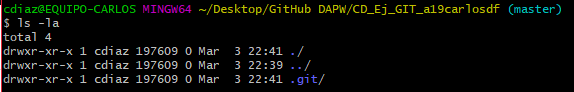 cdiaz@EQUIPO-CARLOS MINGW64 ~/Desktop/GitHub DAPW/CD_Ej_GIT_a19carlosdf (master)
$ ls -la
total 4
drwxr-xr-x 1 cdiaz 197609 0 Mar  3 22:41 ./
drwxr-xr-x 1 cdiaz 197609 0 Mar  3 22:39 ../
drwxr-xr-x 1 cdiaz 197609 0 Mar  3 22:41 .git/